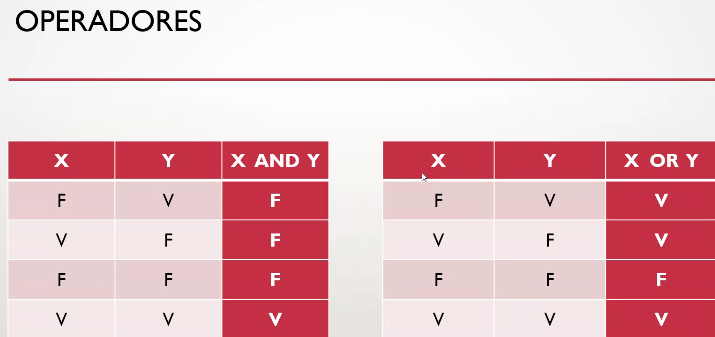 OPERADORES
X Y X AND Y
F V F
V F F
F F F
V V V
X Y X OR Y
F V V
V F V
F F F
V V V